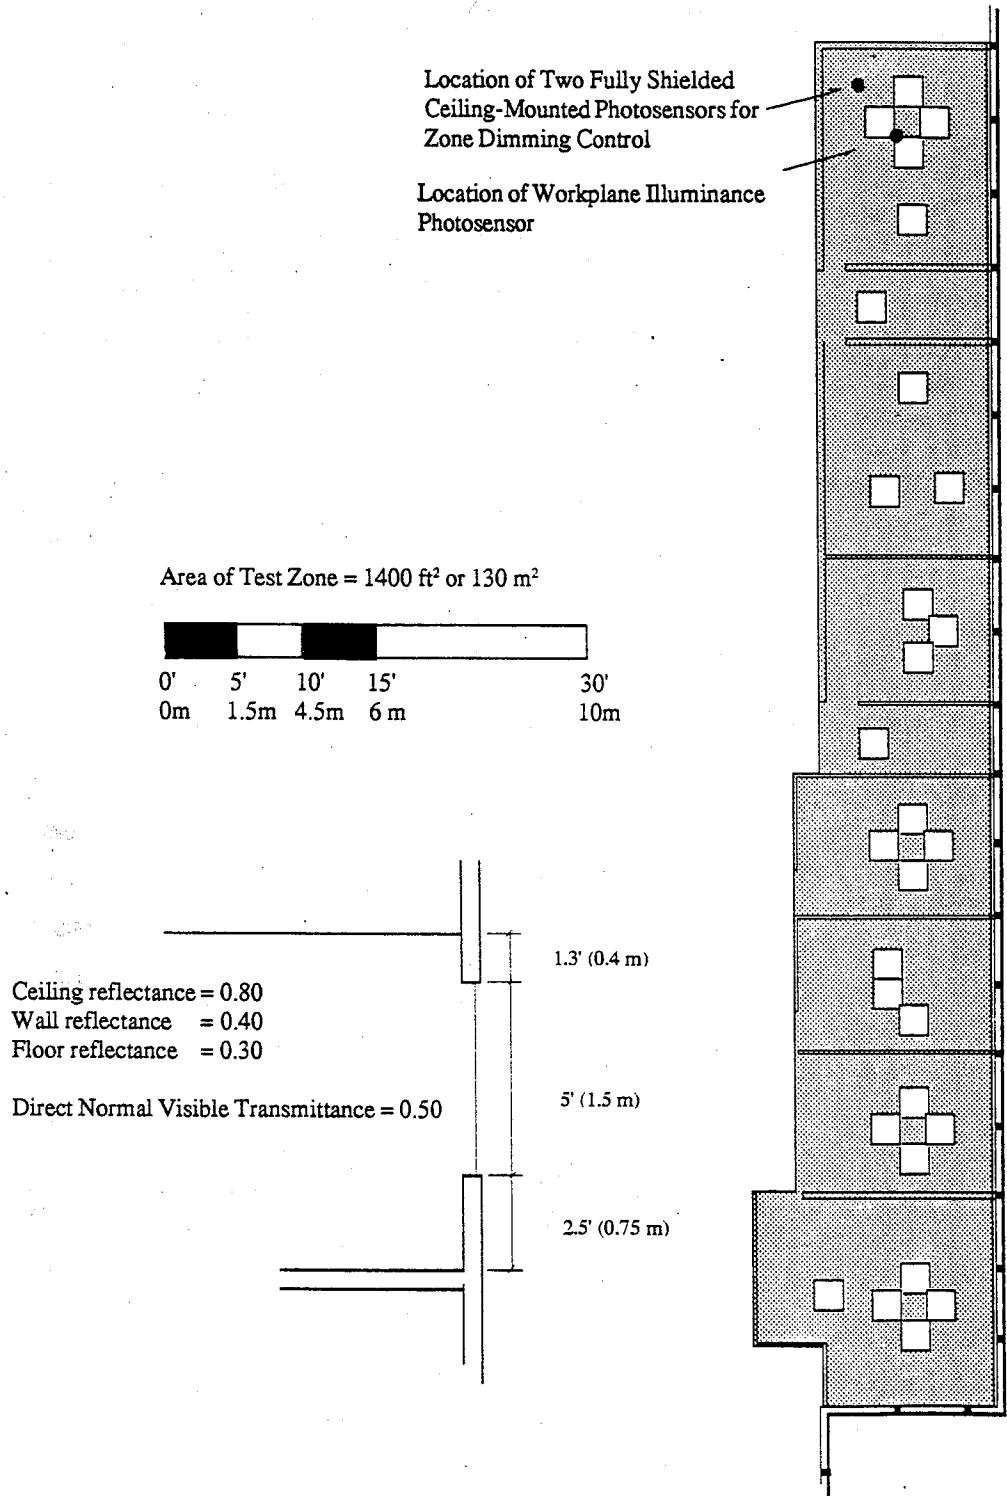 Location of Two Fully Shielded
Ceiling-Mounted Photosensors for
Zone Dimming Control
Location of Workplane Illuminance
Photosensor
Area of Test Zone = 1400 ft² or 130 m²
0' 5' 10' 15' 30'
0m 1.5m 4.5m 6 m 10m
1.3' (0.4 m)
Ceiling reflectance = 0.80
Wall reflectance = 0.40
Floor reflectance = 0.30
Direct Normal Visible Transmittance = 0.50
5' (1.5 m)
2.5' (0.75 m)